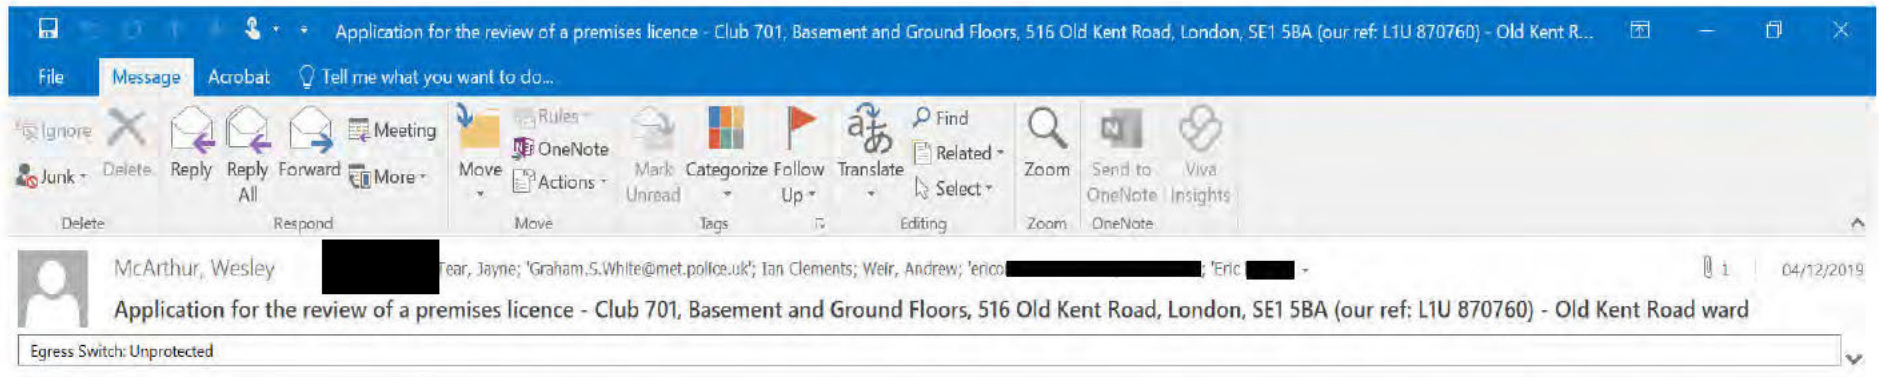 Application for the review of a premises licence - Club 701, Basement and Ground Floors, 516 Old Kent Road, London, SE1 5BA (our ref: L1U 870760) - Old Kent R...
File Message Acrobat Tell me what you want to do...
Ignore
Junk
Delete
Reply
Reply All
Forward
Meeting
More
Move
Rules
OneNote
Actions
Mark Unread
Categorize
Follow Up
Translate
Find
Related
Select
Zoom
Send to OneNote
Viva Insights
Delete Respond Move Tags Editing Zoom OneNote
McArthur, Wesley Tear, Jayne; 'Graham.S.White@met.police.uk'; Ian Clements; Weir, Andrew; 'erico ; 'Eric 1 04/12/2019
Application for the review of a premises licence - Club 701, Basement and Ground Floors, 516 Old Kent Road, London, SE1 5BA (our ref: L1U 870760) - Old Kent Road ward
Egress Switch: Unprotected